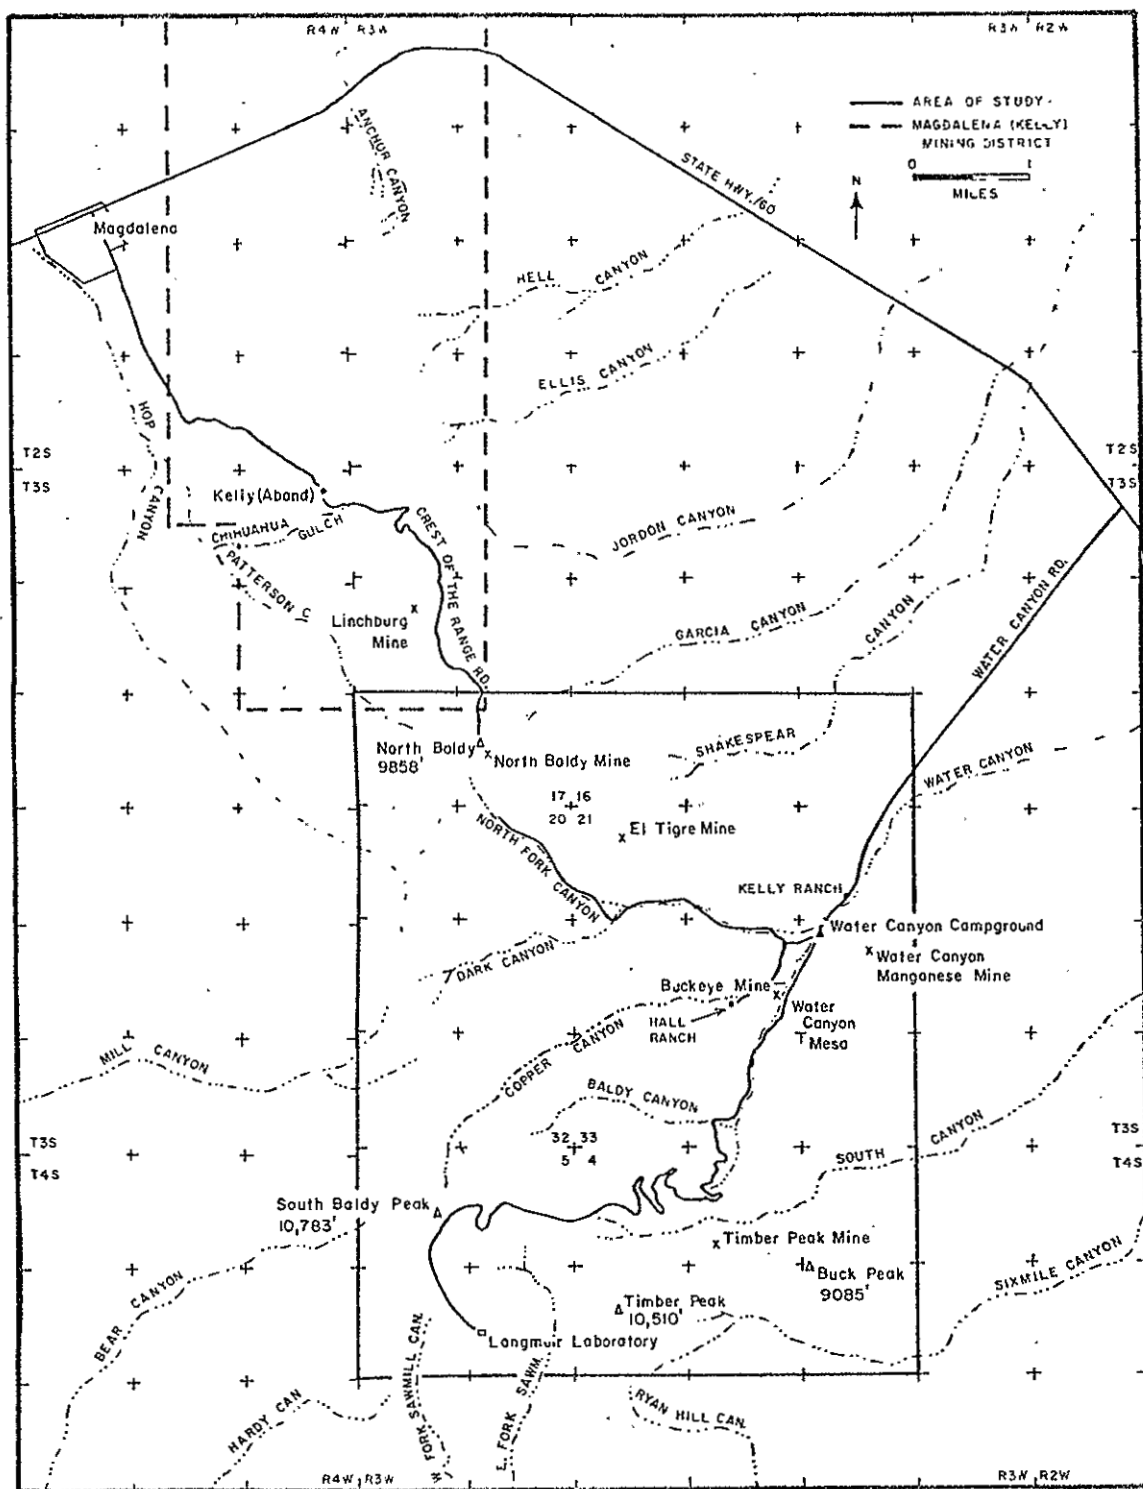 R4W R3W
R3W R2W
AREA OF STUDY
MAGDALENA (KELLY)
MINING DISTRICT
0 1
MILES
N
ANCHOR CANYON
STATE HWY. /60
Magdalena
HELL CANYON
ELLIS CANYON
HOP CANYON
T2S
T3S
T2S
T3S
Kelly (Aband)
CHIHUAHUA GULCH
CREST OF THE RANGE RD.
JORDON CANYON
PATTERSON C
Linchburg
Mine
GARCIA CANYON
CANYON
WATER CANYON RD.
SHAKESPEAR
North Baldy
9858'
North Baldy Mine
WATER CANYON
17 16
20 21
El Tigre Mine
NORTH FORK CANYON
KELLY RANCH
Water Canyon Campground
DARK CANYON
Water Canyon
Manganese Mine
Buckeye Mine
HALL
RANCH
Water
Canyon
Mesa
MILL CANYON
COPPER CANYON
BALDY CANYON
32 33
5 4
SOUTH CANYON
T3S
T4S
T3S
T4S
South Baldy Peak
10,783'
Timber Peak Mine
Buck Peak
9085'
SIXMILE CANYON
BEAR CANYON
Timber Peak
10,510'
Langmuir Laboratory
HARDY CAN
W FORK SAWMILL CAN.
E. FORK SAWM.
RYAN HILL CAN.
R4W R3W
R3W R2W